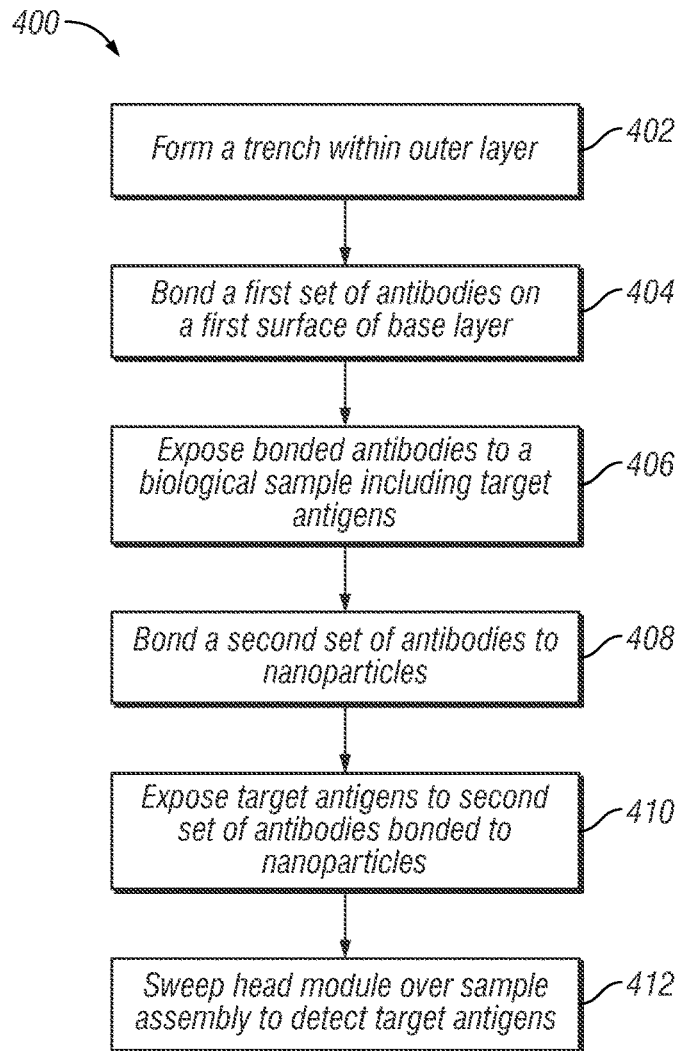 400
Form a trench within outer layer
402
Bond a first set of antibodies on
a first surface of base layer
404
Expose bonded antibodies to a
biological sample including target
antigens
406
Bond a second set of antibodies to
nanoparticles
408
Expose target antigens to second
set of antibodies bonded to
nanoparticles
410
Sweep head module over sample
assembly to detect target antigens
412